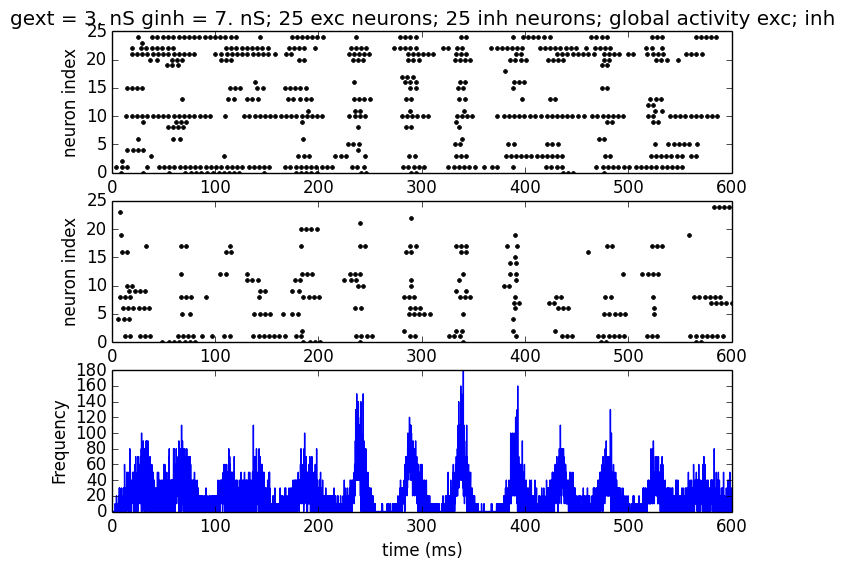 gext = 3. nS ginh = 7. nS; 25 exc neurons; 25 inh neurons; global activity exc; inh
25
20
15
10
5
0
neuron index
0 100 200 300 400 500 600
25
20
15
10
5
0
neuron index
0 100 200 300 400 500 600
180
160
140
120
100
80
60
40
20
0
Frequency
0 100 200 300 400 500 600
time (ms)